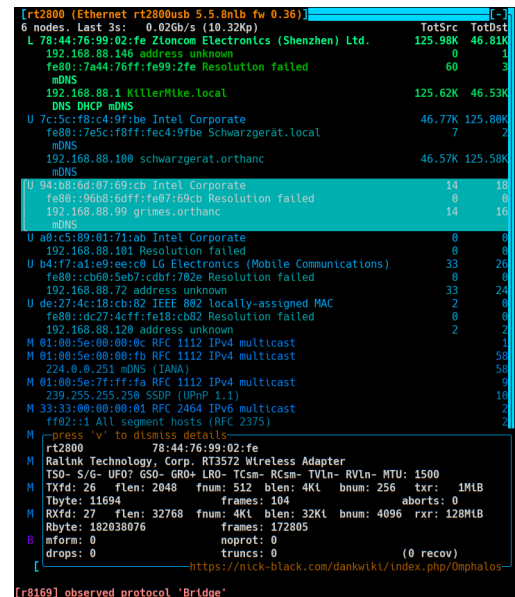 [rt2800 (Ethernet rt2800usb 5.5.8nlb fw 0.36)] [-]
6 nodes. Last 3s: 0.02Gb/s (10.32Kp) TotSrc TotDst
L 78:44:76:99:02:fe Zioncom Electronics (Shenzhen) Ltd. 125.98K 46.81K
192.168.88.146 address unknown 0 1
fe80::7a44:76ff:fe99:2fe Resolution failed 60 3
mDNS
192.168.88.1 KillerMike.local 125.62K 46.53K
DNS DHCP mDNS
U 7c:5c:f8:c4:9f:be Intel Corporate 46.77K 125.80K
fe80::7e5c:f8ff:fec4:9fbe Schwarzgerat.local 7 2
mDNS
192.168.88.100 schwarzgerat.orthanc 46.57K 125.58K
mDNS
U 94:b8:6d:07:69:cb Intel Corporate 14 18
fe80::96b8:6dff:fe07:69cb Resolution failed 0 0
192.168.88.99 grimes.orthanc 14 16
mDNS
U a0:c5:89:01:71:ab Intel Corporate 0 0
192.168.88.101 Resolution failed 0 0
U b4:f7:a1:e9:ee:c0 LG Electronics (Mobile Communications) 33 26
fe80::cb60:5eb7:cdbf:702e Resolution failed 0 0
192.168.88.72 address unknown 33 24
U de:27:4c:18:cb:82 IEEE 802 locally-assigned MAC 2 0
fe80::dc27:4cff:fe18:cb82 Resolution failed 0 0
192.168.88.120 address unknown 2 2
M 01:00:5e:00:00:0c RFC 1112 IPv4 multicast 1
M 01:00:5e:00:00:fb RFC 1112 IPv4 multicast 58
224.0.0.251 mDNS (IANA) 58
M 01:00:5e:7f:ff:fa RFC 1112 IPv4 multicast 9
239.255.255.250 SSDP (UPnP 1.1) 10
M 33:33:00:00:00:01 RFC 2464 IPv6 multicast 2
ff02::1 All segment hosts (RFC 2375) 2
M press 'v' to dismiss details
rt2800 78:44:76:99:02:fe
M Ralink Technology, Corp. RT3572 Wireless Adapter
TSO- S/G- UFO? GSO- GRO+ LRO- TCsm- RCsm- TVln- RVln- MTU: 1500
M TXfd: 26 flen: 2048 fnum: 512 blen: 4Ki bnum: 256 txr: 1MiB
Tbyte: 11694 frames: 104 aborts: 0
M RXfd: 27 flen: 32768 fnum: 4Ki blen: 32Ki bnum: 4096 rxr: 128MiB
Rbyte: 182038076 frames: 172805
B mform: 0 noprot: 0
drops: 0 truncs: 0 (0 recov)
[ https://nick-black.com/dankwiki/index.php/Omphalos
[r8169] observed protocol 'Bridge'